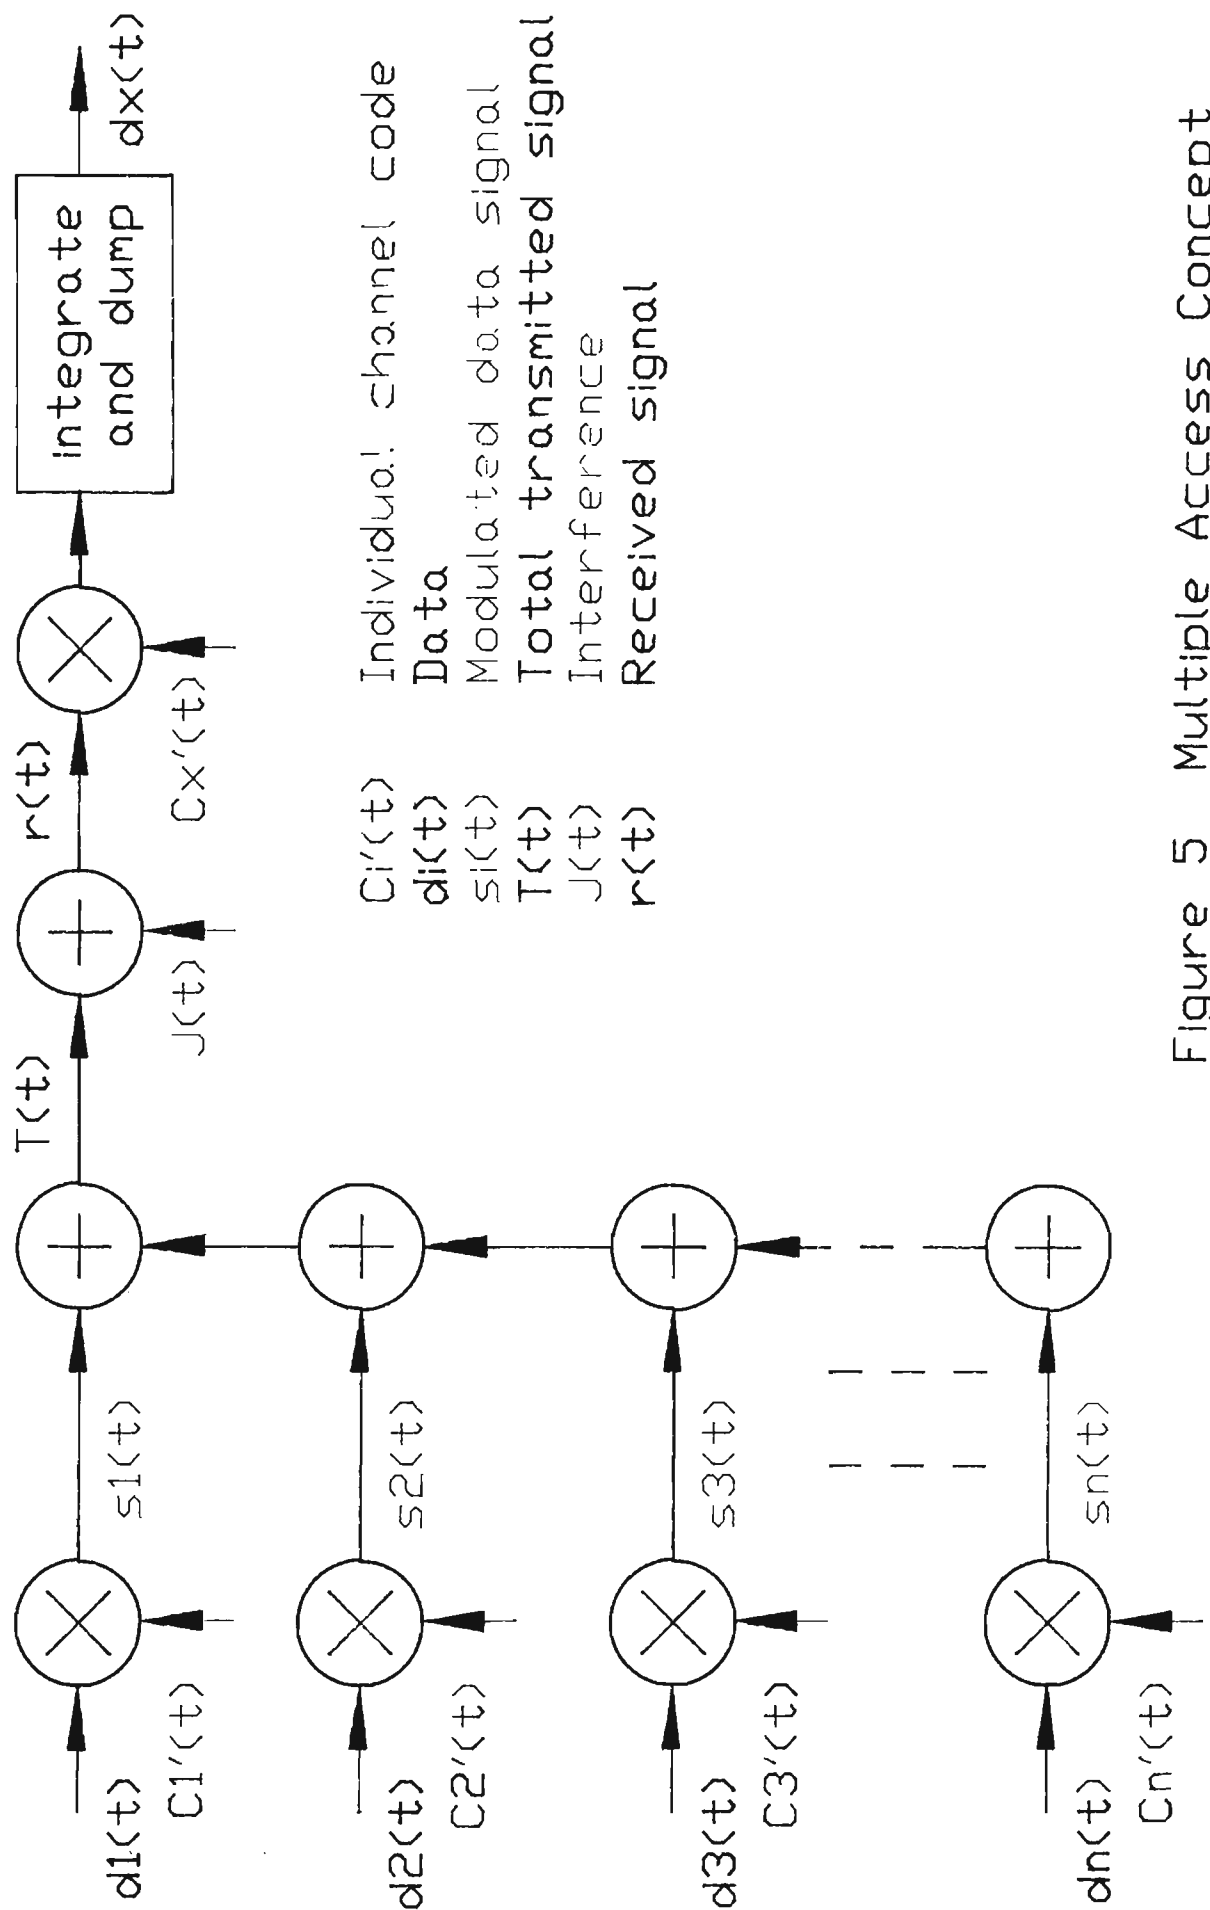 T(t)
r(t)
integrate
and dump
dx(t)
d1(t)
C1'(t)
s1(t)
J(t)
Cx'(t)
d2(t)
C2'(t)
s2(t)
d3(t)
C3'(t)
s3(t)
dn(t)
Cn'(t)
sn(t)
Ci'(t) Individual channel code
di(t) Data
si(t) Modulated data signal
T(t) Total transmitted signal
J(t) Interference
r(t) Received signal
Figure 5 Multiple Access Concept